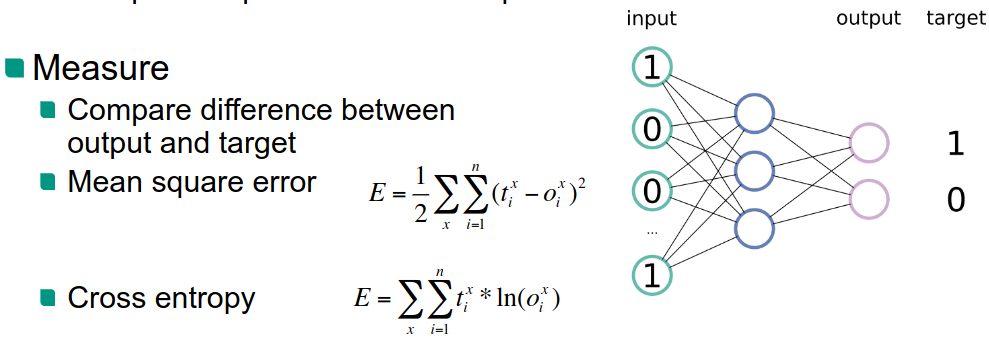 input output target
Measure
Compare difference between
output and target
Mean square error E = 1/2 ∑_x ∑_{i=1}^{n} (t_i^x − o_i^x)^2
Cross entropy E = ∑_x ∑_{i=1}^{n} t_i^x * ln(o_i^x)
1
0
0
...
1
1
0